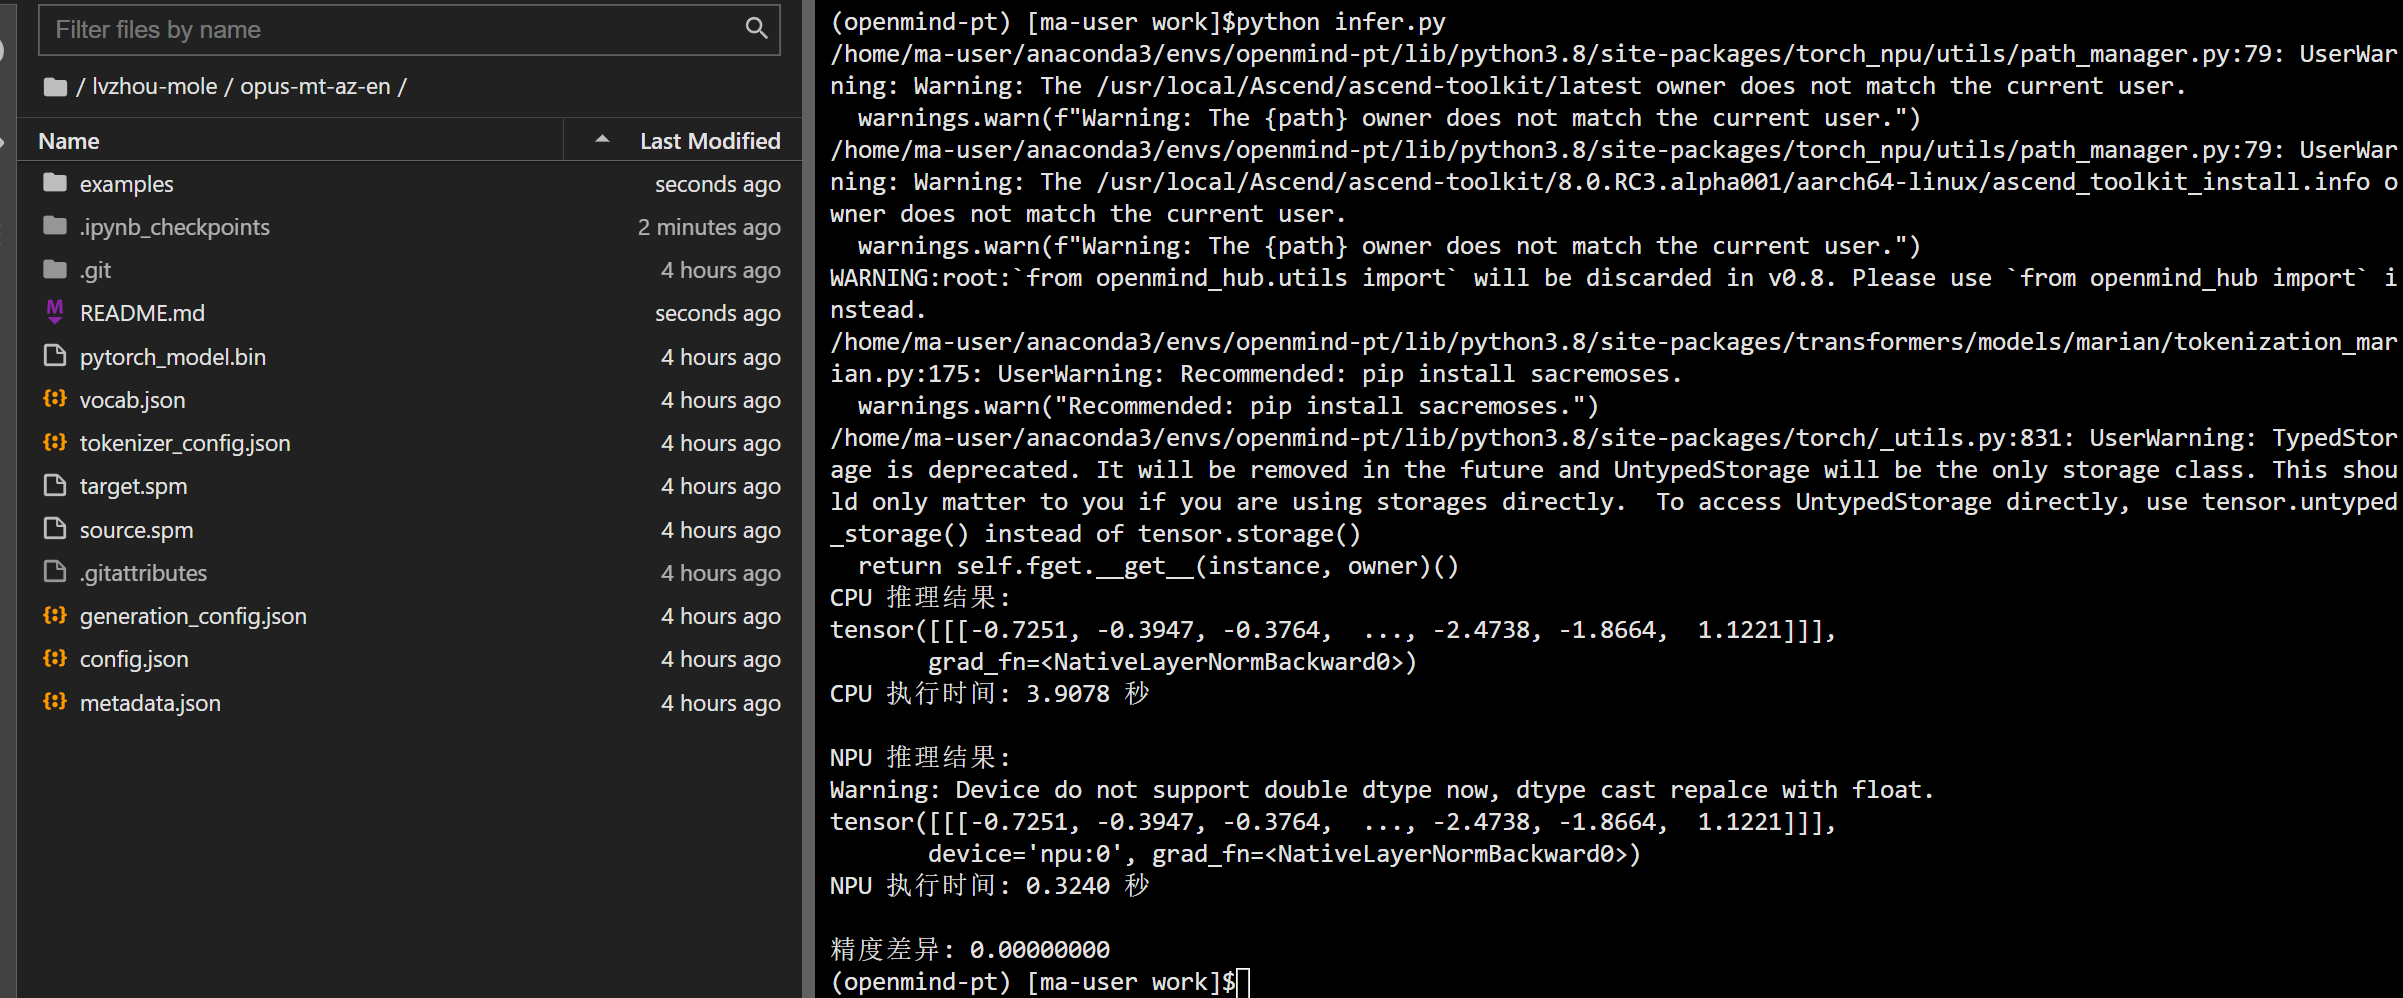 Filter files by name
/ lvzhou-mole / opus-mt-az-en /
Name Last Modified
examples seconds ago
.ipynb_checkpoints 2 minutes ago
.git 4 hours ago
README.md seconds ago
pytorch_model.bin 4 hours ago
vocab.json 4 hours ago
tokenizer_config.json 4 hours ago
target.spm 4 hours ago
source.spm 4 hours ago
.gitattributes 4 hours ago
generation_config.json 4 hours ago
config.json 4 hours ago
metadata.json 4 hours ago
(openmind-pt) [ma-user work]$python infer.py
/home/ma-user/anaconda3/envs/openmind-pt/lib/python3.8/site-packages/torch_npu/utils/path_manager.py:79: UserWar
ning: Warning: The /usr/local/Ascend/ascend-toolkit/latest owner does not match the current user.
  warnings.warn(f"Warning: The {path} owner does not match the current user.")
/home/ma-user/anaconda3/envs/openmind-pt/lib/python3.8/site-packages/torch_npu/utils/path_manager.py:79: UserWar
ning: Warning: The /usr/local/Ascend/ascend-toolkit/8.0.RC3.alpha001/aarch64-linux/ascend_toolkit_install.info o
wner does not match the current user.
  warnings.warn(f"Warning: The {path} owner does not match the current user.")
WARNING:root:`from openmind_hub.utils import` will be discarded in v0.8. Please use `from openmind_hub import` i
nstead.
/home/ma-user/anaconda3/envs/openmind-pt/lib/python3.8/site-packages/transformers/models/marian/tokenization_mar
ian.py:175: UserWarning: Recommended: pip install sacremoses.
  warnings.warn("Recommended: pip install sacremoses.")
/home/ma-user/anaconda3/envs/openmind-pt/lib/python3.8/site-packages/torch/_utils.py:831: UserWarning: TypedStor
age is deprecated. It will be removed in the future and UntypedStorage will be the only storage class. This shou
ld only matter to you if you are using storages directly.  To access UntypedStorage directly, use tensor.untyped
_storage() instead of tensor.storage()
  return self.fget.__get__(instance, owner)()
CPU 推理结果:
tensor([[[-0.7251, -0.3947, -0.3764,  ..., -2.4738, -1.8664,  1.1221]]],
       grad_fn=<NativeLayerNormBackward0>)
CPU 执行时间: 3.9078 秒
NPU 推理结果:
Warning: Device do not support double dtype now, dtype cast repalce with float.
tensor([[[-0.7251, -0.3947, -0.3764,  ..., -2.4738, -1.8664,  1.1221]]],
       device='npu:0', grad_fn=<NativeLayerNormBackward0>)
NPU 执行时间: 0.3240 秒
精度差异: 0.00000000
(openmind-pt) [ma-user work]$